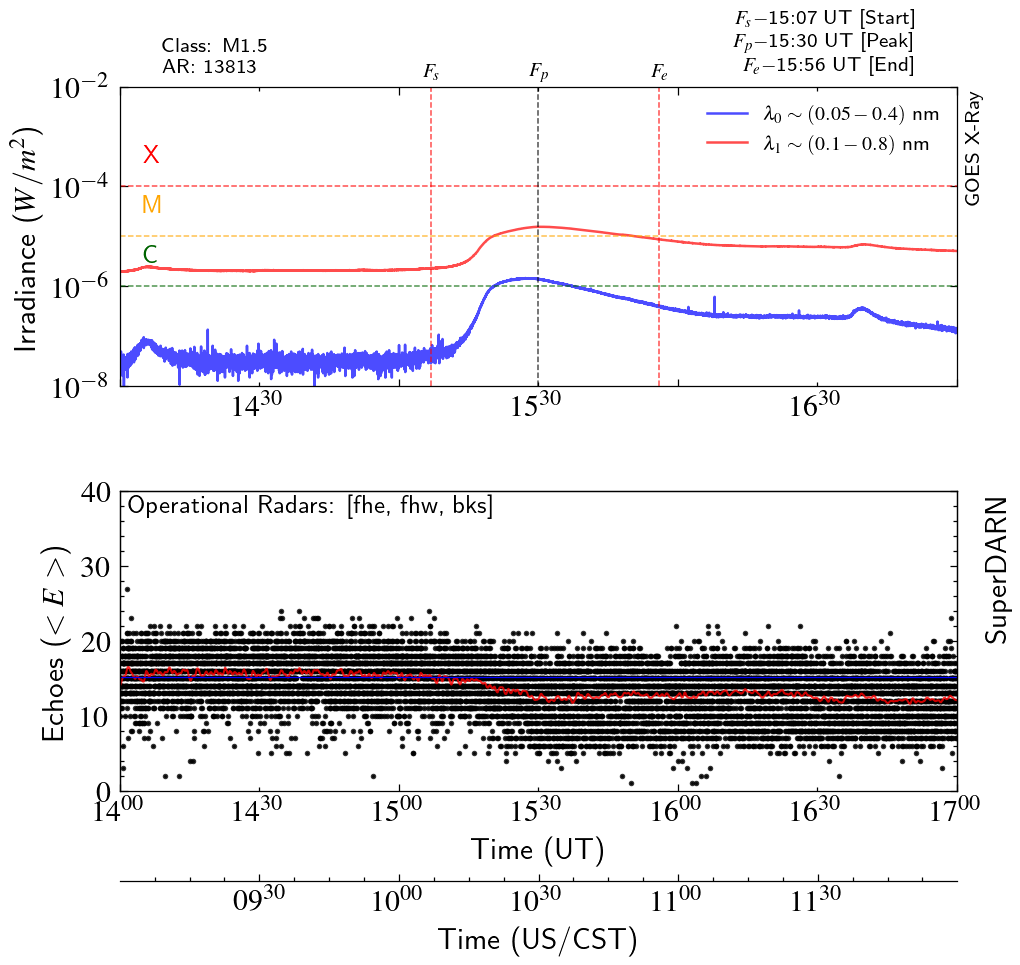 Class: M1.5
AR: 13813
F_s−15:07 UT [Start]
F_p−15:30 UT [Peak]
F_e−15:56 UT [End]
F_s F_p F_e
10^−2
10^−4
10^−6
10^−8
Irradiance (W/m^2)
X
M
C
λ_0 ∼ (0.05 − 0.4) nm
λ_1 ∼ (0.1 − 0.8) nm
GOES X-Ray
14^30 15^30 16^30
Operational Radars: [fhe, fhw, bks]
40
30
20
10
0
Echoes (< E >)
SuperDARN
14^00 14^30 15^00 15^30 16^00 16^30 17^00
Time (UT)
09^30 10^00 10^30 11^00 11^30
Time (US/CST)